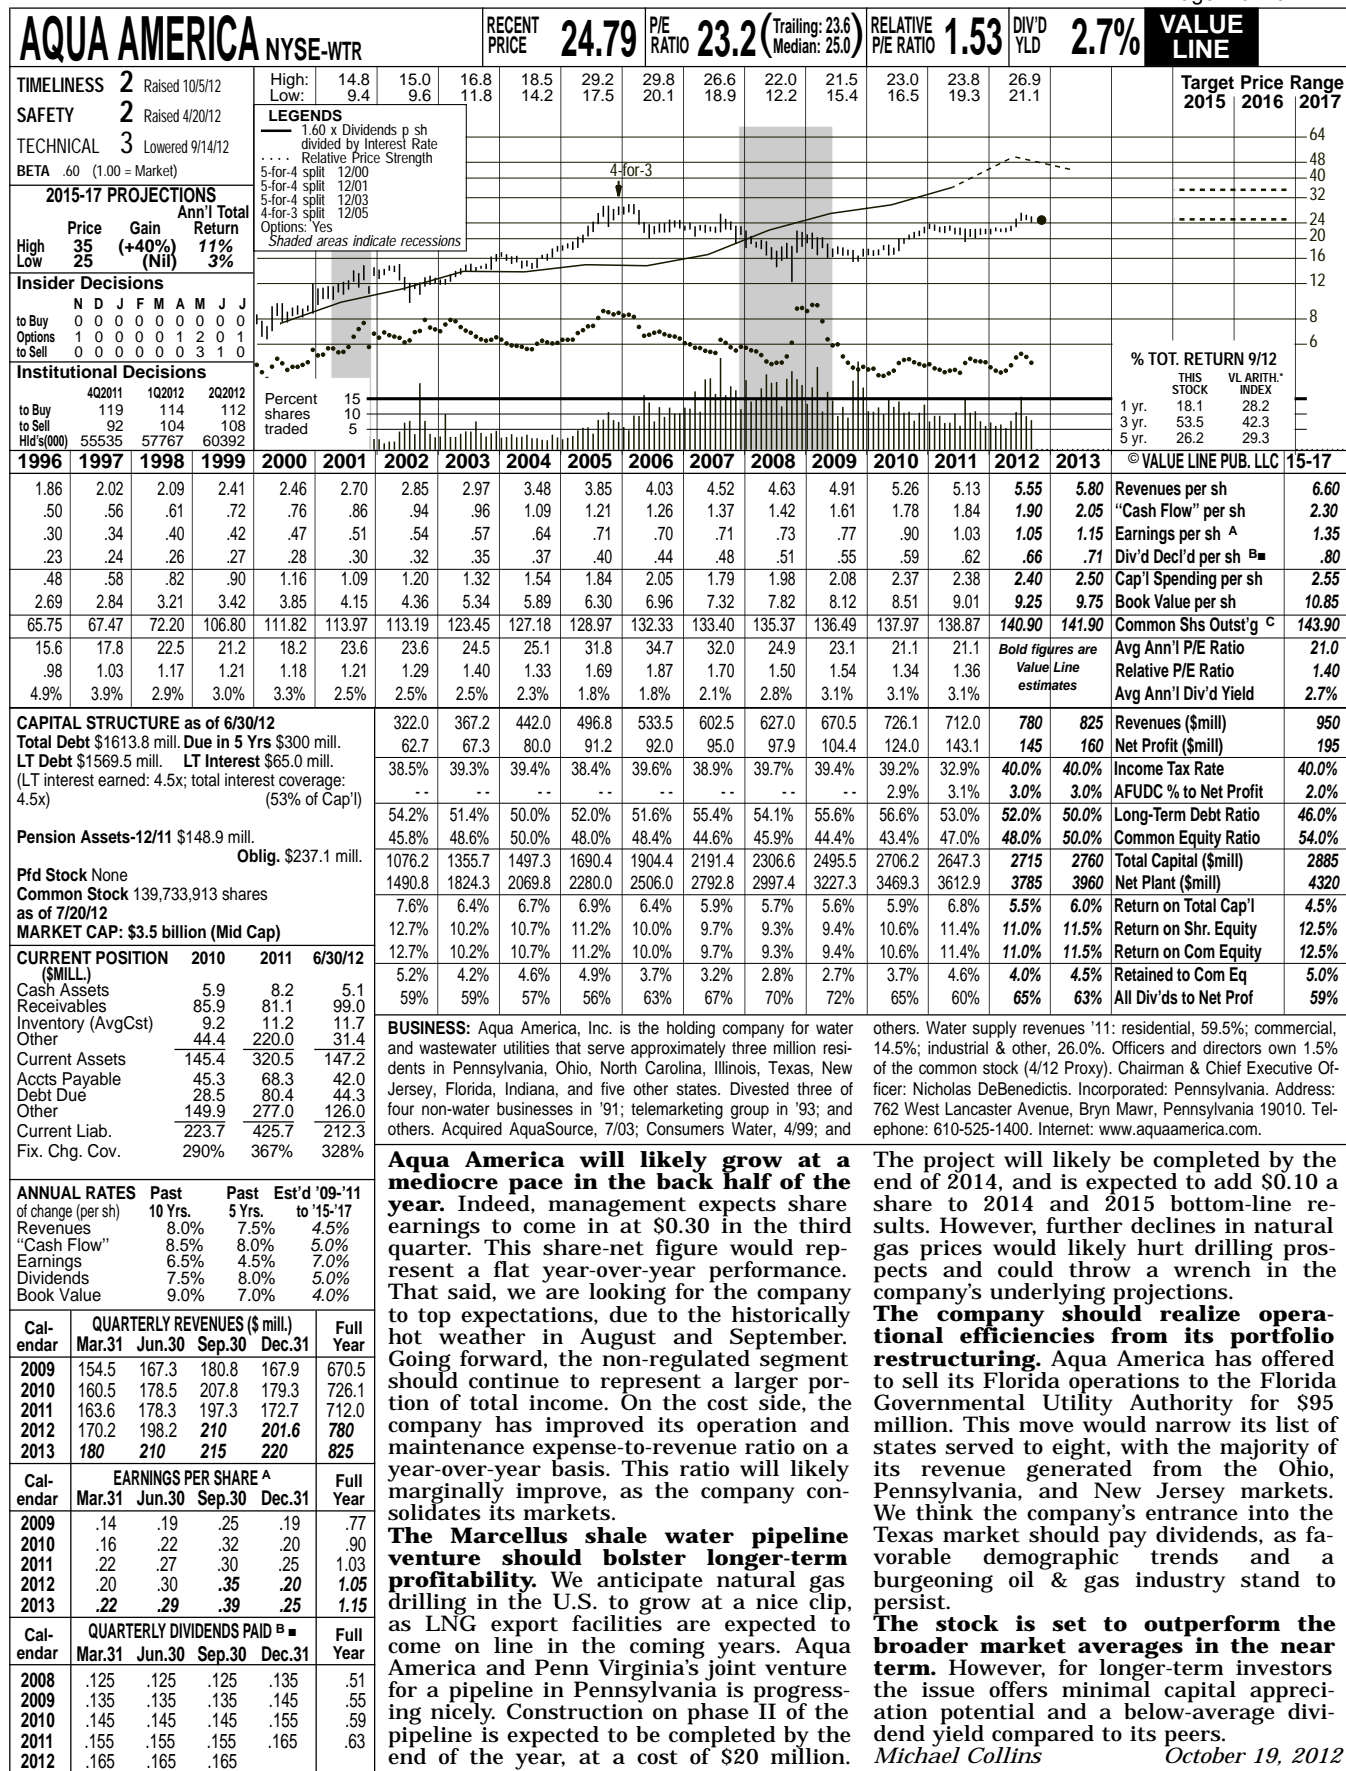 AQUA AMERICA NYSE-WTR
RECENT PRICE 24.79
P/E RATIO 23.2 (Trailing: 23.6 Median: 25.0)
RELATIVE P/E RATIO 1.53
DIV'D YLD 2.7%
VALUE LINE
TIMELINESS 2 Raised 10/5/12
SAFETY 2 Raised 4/20/12
TECHNICAL 3 Lowered 9/14/12
BETA .60 (1.00 = Market)
2015-17 PROJECTIONS
Ann'l Total
Price Gain Return
High 35 (+40%) 11%
Low 25 (Nil) 3%
Insider Decisions
N D J F M A M J J
to Buy 0 0 0 0 0 0 0 0 0
Options 1 0 0 0 0 1 2 0 1
to Sell 0 0 0 0 0 0 3 1 0
Institutional Decisions
4Q2011 1Q2012 2Q2012
to Buy 119 114 112
to Sell 92 104 108
Hld's(000) 55535 57767 60392
High: 14.8 15.0 16.8 18.5 29.2 29.8 26.6 22.0 21.5 23.0 23.8 26.9
Low: 9.4 9.6 11.8 14.2 17.5 20.1 18.9 12.2 15.4 16.5 19.3 21.1
Target Price Range
2015 2016 2017
LEGENDS
1.60 x Dividends p sh
divided by Interest Rate
. . . . Relative Price Strength
5-for-4 split 12/00
5-for-4 split 12/01
5-for-4 split 12/03
4-for-3 split 12/05
Options: Yes
Shaded areas indicate recessions
4-for-3
64
48
40
32
24
20
16
12
8
6
% TOT. RETURN 9/12
THIS STOCK VL ARITH.* INDEX
1 yr. 18.1 28.2
3 yr. 53.5 42.3
5 yr. 26.2 29.3
Percent 15
shares 10
traded 5
1996 1997 1998 1999 2000 2001 2002 2003 2004 2005 2006 2007 2008 2009 2010 2011 2012 2013 © VALUE LINE PUB. LLC 15-17
1.86 2.02 2.09 2.41 2.46 2.70 2.85 2.97 3.48 3.85 4.03 4.52 4.63 4.91 5.26 5.13 5.55 5.80 Revenues per sh 6.60
.50 .56 .61 .72 .76 .86 .94 .96 1.09 1.21 1.26 1.37 1.42 1.61 1.78 1.84 1.90 2.05 "Cash Flow" per sh 2.30
.30 .34 .40 .42 .47 .51 .54 .57 .64 .71 .70 .71 .73 .77 .90 1.03 1.05 1.15 Earnings per sh A 1.35
.23 .24 .26 .27 .28 .30 .32 .35 .37 .40 .44 .48 .51 .55 .59 .62 .66 .71 Div'd Decl'd per sh B■ .80
.48 .58 .82 .90 1.16 1.09 1.20 1.32 1.54 1.84 2.05 1.79 1.98 2.08 2.37 2.38 2.40 2.50 Cap'l Spending per sh 2.55
2.69 2.84 3.21 3.42 3.85 4.15 4.36 5.34 5.89 6.30 6.96 7.32 7.82 8.12 8.51 9.01 9.25 9.75 Book Value per sh 10.85
65.75 67.47 72.20 106.80 111.82 113.97 113.19 123.45 127.18 128.97 132.33 133.40 135.37 136.49 137.97 138.87 140.90 141.90 Common Shs Outst'g C 143.90
15.6 17.8 22.5 21.2 18.2 23.6 23.6 24.5 25.1 31.8 34.7 32.0 24.9 23.1 21.1 21.1 Bold figures are Avg Ann'l P/E Ratio 21.0
.98 1.03 1.17 1.21 1.18 1.21 1.29 1.40 1.33 1.69 1.87 1.70 1.50 1.54 1.34 1.36 Value Line Relative P/E Ratio 1.40
4.9% 3.9% 2.9% 3.0% 3.3% 2.5% 2.5% 2.5% 2.3% 1.8% 1.8% 2.1% 2.8% 3.1% 3.1% 3.1% estimates Avg Ann'l Div'd Yield 2.7%
322.0 367.2 442.0 496.8 533.5 602.5 627.0 670.5 726.1 712.0 780 825 Revenues ($mill) 950
62.7 67.3 80.0 91.2 92.0 95.0 97.9 104.4 124.0 143.1 145 160 Net Profit ($mill) 195
38.5% 39.3% 39.4% 38.4% 39.6% 38.9% 39.7% 39.4% 39.2% 32.9% 40.0% 40.0% Income Tax Rate 40.0%
- - - - - - - - - - - - - - - - 2.9% 3.1% 3.0% 3.0% AFUDC % to Net Profit 2.0%
54.2% 51.4% 50.0% 52.0% 51.6% 55.4% 54.1% 55.6% 56.6% 53.0% 52.0% 50.0% Long-Term Debt Ratio 46.0%
45.8% 48.6% 50.0% 48.0% 48.4% 44.6% 45.9% 44.4% 43.4% 47.0% 48.0% 50.0% Common Equity Ratio 54.0%
1076.2 1355.7 1497.3 1690.4 1904.4 2191.4 2306.6 2495.5 2706.2 2647.3 2715 2760 Total Capital ($mill) 2885
1490.8 1824.3 2069.8 2280.0 2506.0 2792.8 2997.4 3227.3 3469.3 3612.9 3785 3960 Net Plant ($mill) 4320
7.6% 6.4% 6.7% 6.9% 6.4% 5.9% 5.7% 5.6% 5.9% 6.8% 5.5% 6.0% Return on Total Cap'l 4.5%
12.7% 10.2% 10.7% 11.2% 10.0% 9.7% 9.3% 9.4% 10.6% 11.4% 11.0% 11.5% Return on Shr. Equity 12.5%
12.7% 10.2% 10.7% 11.2% 10.0% 9.7% 9.3% 9.4% 10.6% 11.4% 11.0% 11.5% Return on Com Equity 12.5%
5.2% 4.2% 4.6% 4.9% 3.7% 3.2% 2.8% 2.7% 3.7% 4.6% 4.0% 4.5% Retained to Com Eq 5.0%
59% 59% 57% 56% 63% 67% 70% 72% 65% 60% 65% 63% All Div'ds to Net Prof 59%
CAPITAL STRUCTURE as of 6/30/12
Total Debt $1613.8 mill. Due in 5 Yrs $300 mill.
LT Debt $1569.5 mill. LT Interest $65.0 mill.
(LT interest earned: 4.5x; total interest coverage:
4.5x) (53% of Cap'l)
Pension Assets-12/11 $148.9 mill.
Oblig. $237.1 mill.
Pfd Stock None
Common Stock 139,733,913 shares
as of 7/20/12
MARKET CAP: $3.5 billion (Mid Cap)
CURRENT POSITION 2010 2011 6/30/12
($MILL.)
Cash Assets 5.9 8.2 5.1
Receivables 85.9 81.1 99.0
Inventory (AvgCst) 9.2 11.2 11.7
Other 44.4 220.0 31.4
Current Assets 145.4 320.5 147.2
Accts Payable 45.3 68.3 42.0
Debt Due 28.5 80.4 44.3
Other 149.9 277.0 126.0
Current Liab. 223.7 425.7 212.3
Fix. Chg. Cov. 290% 367% 328%
ANNUAL RATES Past Past Est'd '09-'11
of change (per sh) 10 Yrs. 5 Yrs. to '15-'17
Revenues 8.0% 7.5% 4.5%
"Cash Flow" 8.5% 8.0% 5.0%
Earnings 6.5% 4.5% 7.0%
Dividends 7.5% 8.0% 5.0%
Book Value 9.0% 7.0% 4.0%
Cal- QUARTERLY REVENUES ($ mill.) Full
endar Mar.31 Jun.30 Sep.30 Dec.31 Year
2009 154.5 167.3 180.8 167.9 670.5
2010 160.5 178.5 207.8 179.3 726.1
2011 163.6 178.3 197.3 172.7 712.0
2012 170.2 198.2 210 201.6 780
2013 180 210 215 220 825
Cal- EARNINGS PER SHARE A Full
endar Mar.31 Jun.30 Sep.30 Dec.31 Year
2009 .14 .19 .25 .19 .77
2010 .16 .22 .32 .20 .90
2011 .22 .27 .30 .25 1.03
2012 .20 .30 .35 .20 1.05
2013 .22 .29 .39 .25 1.15
Cal- QUARTERLY DIVIDENDS PAID B ■ Full
endar Mar.31 Jun.30 Sep.30 Dec.31 Year
2008 .125 .125 .125 .135 .51
2009 .135 .135 .135 .145 .55
2010 .145 .145 .145 .155 .59
2011 .155 .155 .155 .165 .63
2012 .165 .165 .165
BUSINESS: Aqua America, Inc. is the holding company for water
and wastewater utilities that serve approximately three million resi-
dents in Pennsylvania, Ohio, North Carolina, Illinois, Texas, New
Jersey, Florida, Indiana, and five other states. Divested three of
four non-water businesses in '91; telemarketing group in '93; and
others. Acquired AquaSource, 7/03; Consumers Water, 4/99; and
others. Water supply revenues '11: residential, 59.5%; commercial,
14.5%; industrial & other, 26.0%. Officers and directors own 1.5%
of the common stock (4/12 Proxy). Chairman & Chief Executive Of-
ficer: Nicholas DeBenedictis. Incorporated: Pennsylvania. Address:
762 West Lancaster Avenue, Bryn Mawr, Pennsylvania 19010. Tel-
ephone: 610-525-1400. Internet: www.aquaamerica.com.
Aqua America will likely grow at a
mediocre pace in the back half of the
year. Indeed, management expects share
earnings to come in at $0.30 in the third
quarter. This share-net figure would rep-
resent a flat year-over-year performance.
That said, we are looking for the company
to top expectations, due to the historically
hot weather in August and September.
Going forward, the non-regulated segment
should continue to represent a larger por-
tion of total income. On the cost side, the
company has improved its operation and
maintenance expense-to-revenue ratio on a
year-over-year basis. This ratio will likely
marginally improve, as the company con-
solidates its markets.
The Marcellus shale water pipeline
venture should bolster longer-term
profitability. We anticipate natural gas
drilling in the U.S. to grow at a nice clip,
as LNG export facilities are expected to
come on line in the coming years. Aqua
America and Penn Virginia's joint venture
for a pipeline in Pennsylvania is progress-
ing nicely. Construction on phase II of the
pipeline is expected to be completed by the
end of the year, at a cost of $20 million.
The project will likely be completed by the
end of 2014, and is expected to add $0.10 a
share to 2014 and 2015 bottom-line re-
sults. However, further declines in natural
gas prices would likely hurt drilling pros-
pects and could throw a wrench in the
company's underlying projections.
The company should realize opera-
tional efficiencies from its portfolio
restructuring. Aqua America has offered
to sell its Florida operations to the Florida
Governmental Utility Authority for $95
million. This move would narrow its list of
states served to eight, with the majority of
its revenue generated from the Ohio,
Pennsylvania, and New Jersey markets.
We think the company's entrance into the
Texas market should pay dividends, as fa-
vorable demographic trends and a
burgeoning oil & gas industry stand to
persist.
The stock is set to outperform the
broader market averages in the near
term. However, for longer-term investors
the issue offers minimal capital appreci-
ation potential and a below-average divi-
dend yield compared to its peers.
Michael Collins October 19, 2012